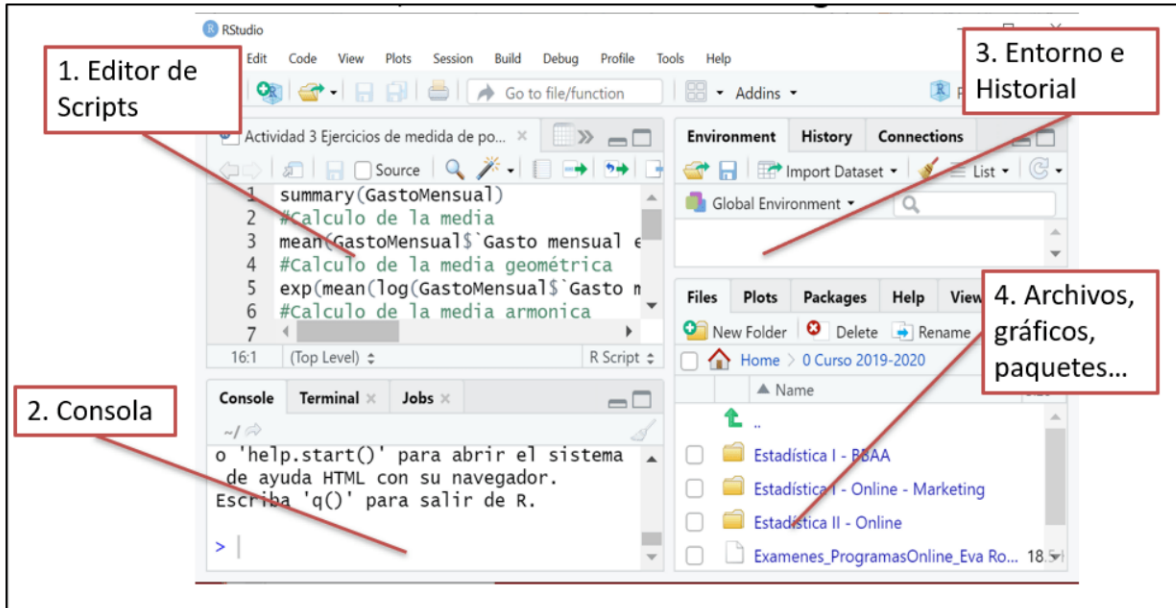 RStudio
Edit Code View Plots Session Build Debug Profile Tools Help
1. Editor de
Scripts
3. Entorno e
Historial
Go to file/function
Addins
Actividad 3 Ejercicios de medida de po...
Source
1 summary(GastoMensual)
2 #Calculo de la media
3 mean(GastoMensual$`Gasto mensual e
4 #Calculo de la media geométrica
5 exp(mean(log(GastoMensual$`Gasto m
6 #Calculo de la media armonica
7
16:1 (Top Level) R Script
Environment History Connections
Import Dataset List
Global Environment
2. Consola
Console Terminal Jobs
~/
o 'help.start()' para abrir el sistema
de ayuda HTML con su navegador.
Escriba 'q()' para salir de R.
>
Files Plots Packages Help View
New Folder Delete Rename
Home > 0 Curso 2019-2020
4. Archivos,
gráficos,
paquetes...
Name
..
Estadística I - BBAA
Estadística I - Online - Marketing
Estadística II - Online
Examenes_ProgramasOnline_Eva Ro... 18.5